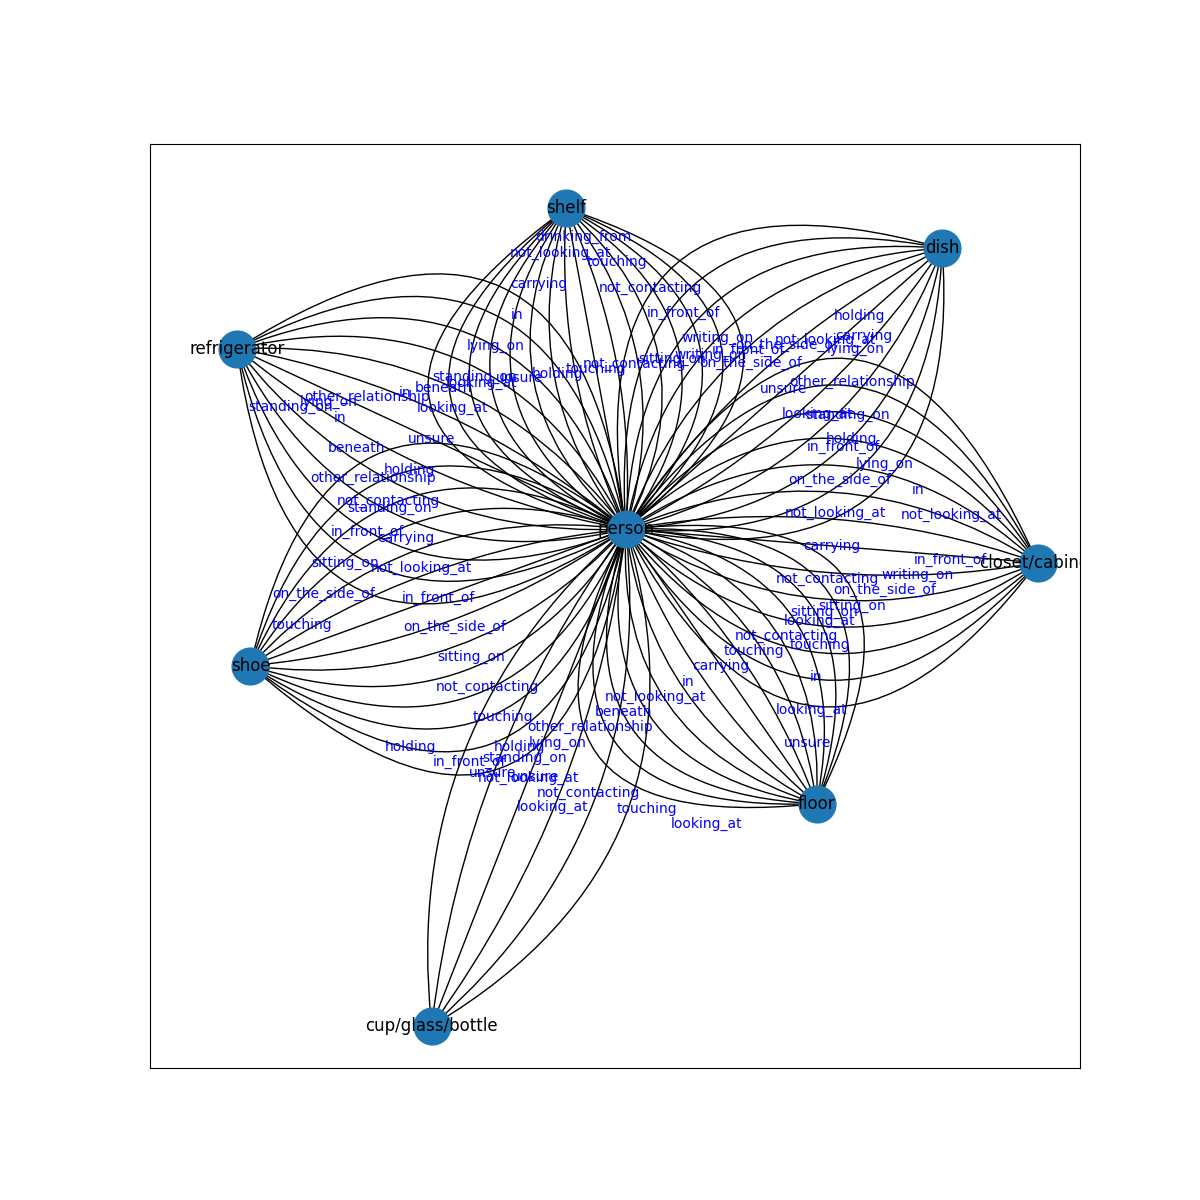 shelf
drinking_from
dish
not_looking_at
touching
carrying
not_contacting
in
in_front_of
holding
carrying
not_looking_at
writing_on
on_the_side_of
lying_on
in_front_of
writing_on
sitting_on
on_the_side_of
not_contacting
refrigerator
lying_on
touching
holding
unsure
standing_on
looking_at
beneath
in
other_relationship
lying_on
standing_on
in
looking_at
other_relationship
unsure
looking_at
standing_on
holding
in_front_of
unsure
beneath
lying_on
holding
other_relationship
on_the_side_of
in
not_contacting
standing_on
not_looking_at
not_looking_at
in_front_of
carrying
person
carrying
in_front_of
closet/cabin
sitting_on
not_looking_at
writing_on
not_contacting
on_the_side_of
on_the_side_of
in_front_of
sitting_on
sitting_on
looking_at
touching
on_the_side_of
not_contacting
touching
touching
sitting_on
shoe
carrying
in
in
not_contacting
not_looking_at
looking_at
beneath
touching
other_relationship
holding
holding
lying_on
unsure
standing_on
in_front_of
unsure
not_looking_at
unsure
not_contacting
floor
looking_at
touching
looking_at
cup/glass/bottle